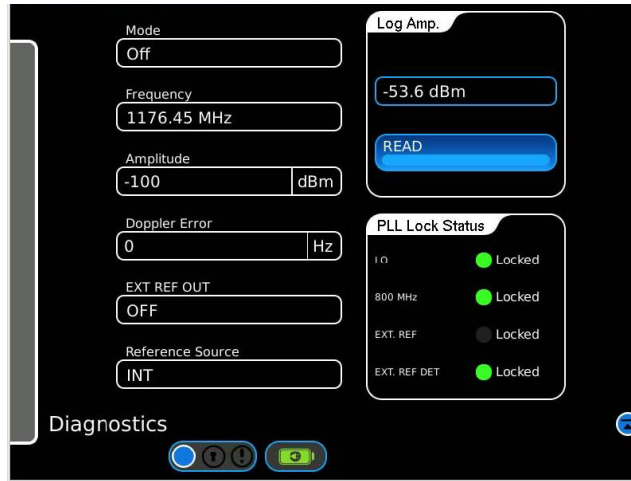 Mode
Off
Frequency
1176.45 MHz
Amplitude
-100 dBm
Doppler Error
0 Hz
EXT REF OUT
OFF
Reference Source
INT
Log Amp.
-53.6 dBm
READ
PLL Lock Status
LO Locked
800 MHz Locked
EXT. REF Locked
EXT. REF DET Locked
Diagnostics